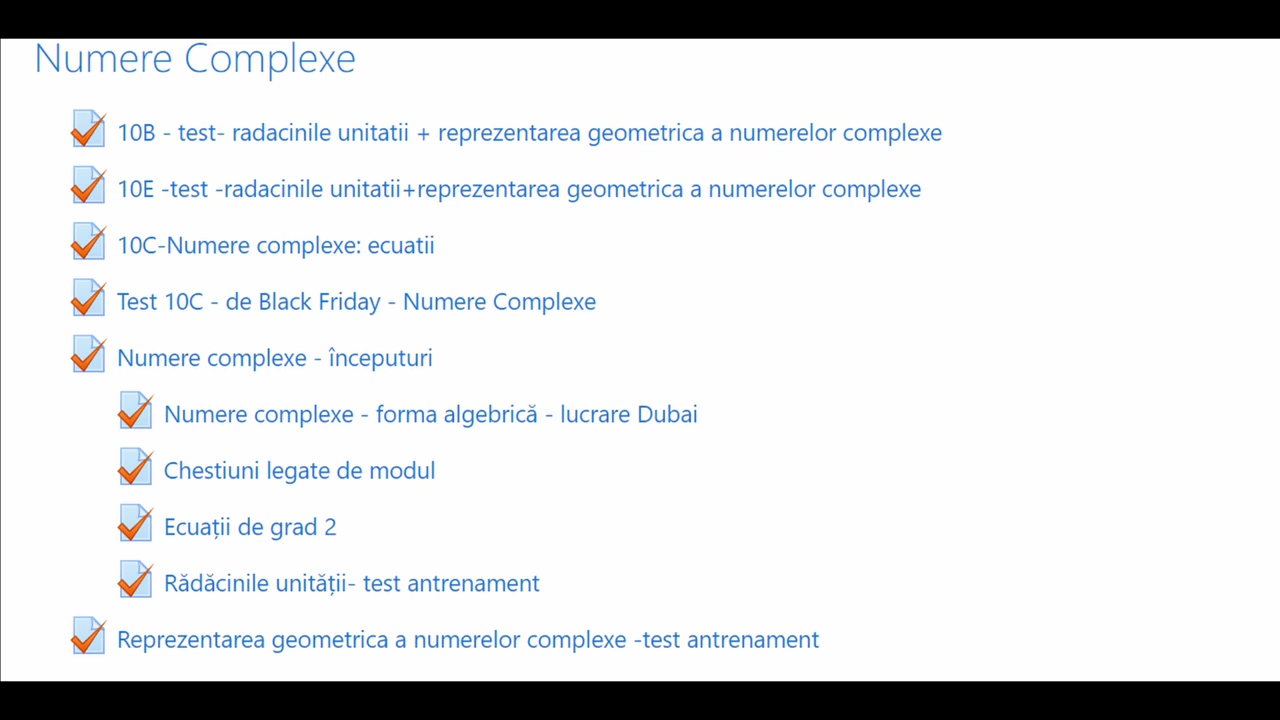 Numere Complexe
10B - test- radacinile unitatii + reprezentarea geometrica a numerelor complexe
10E -test -radacinile unitatii+reprezentarea geometrica a numerelor complexe
10C-Numere complexe: ecuatii
Test 10C - de Black Friday - Numere Complexe
Numere complexe - începuturi
Numere complexe - forma algebrică - lucrare Dubai
Chestiuni legate de modul
Ecuații de grad 2
Rădăcinile unității- test antrenament
Reprezentarea geometrica a numerelor complexe -test antrenament